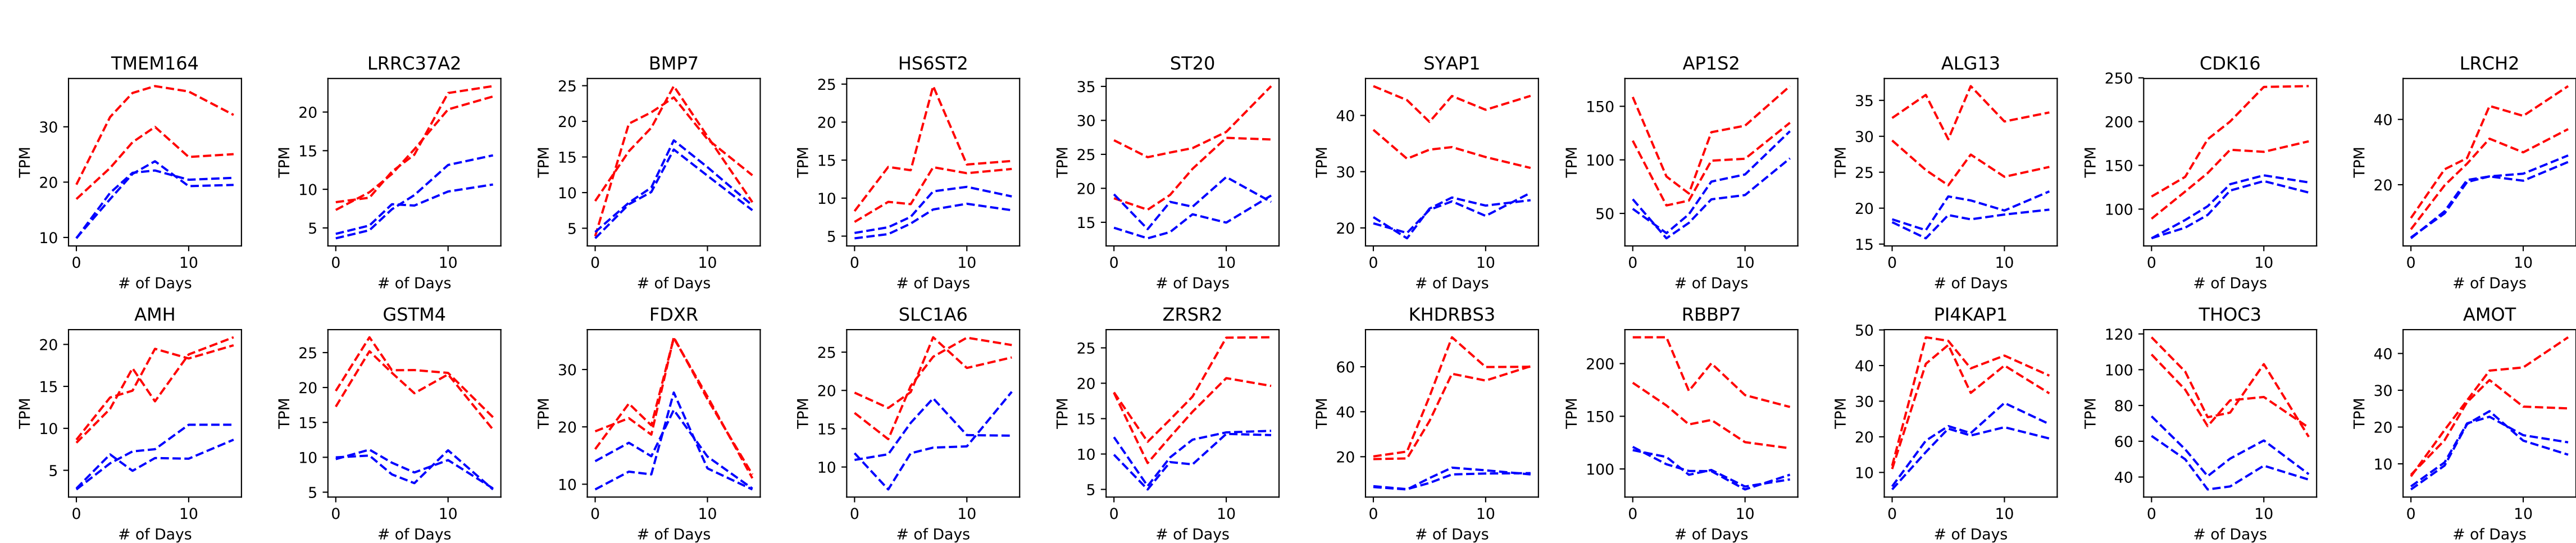 TMEM164 LRRC37A2 BMP7 HS6ST2 ST20 SYAP1 AP1S2 ALG13 CDK16 LRCH2
TPM 30 20 10
TPM 20 15 10 5
TPM 25 20 15 10 5
TPM 25 20 15 10 5
TPM 35 30 25 20 15
TPM 40 30 20
TPM 150 100 50
TPM 35 30 25 20 15
TPM 250 200 150 100
TPM 40 20
0 10 0 10 0 10 0 10 0 10 0 10 0 10 0 10 0 10 0 10
# of Days # of Days # of Days # of Days # of Days # of Days # of Days # of Days # of Days # of Days
AMH GSTM4 FDXR SLC1A6 ZRSR2 KHDRBS3 RBBP7 PI4KAP1 THOC3 AMOT
TPM 20 15 10 5
TPM 25 20 15 10 5
TPM 30 20 10
TPM 25 20 15 10
TPM 25 20 15 10 5
TPM 60 40 20
TPM 200 150 100
TPM 50 40 30 20 10
TPM 120 100 80 60 40
TPM 40 30 20 10
0 10 0 10 0 10 0 10 0 10 0 10 0 10 0 10 0 10 0 10
# of Days # of Days # of Days # of Days # of Days # of Days # of Days # of Days # of Days # of Days